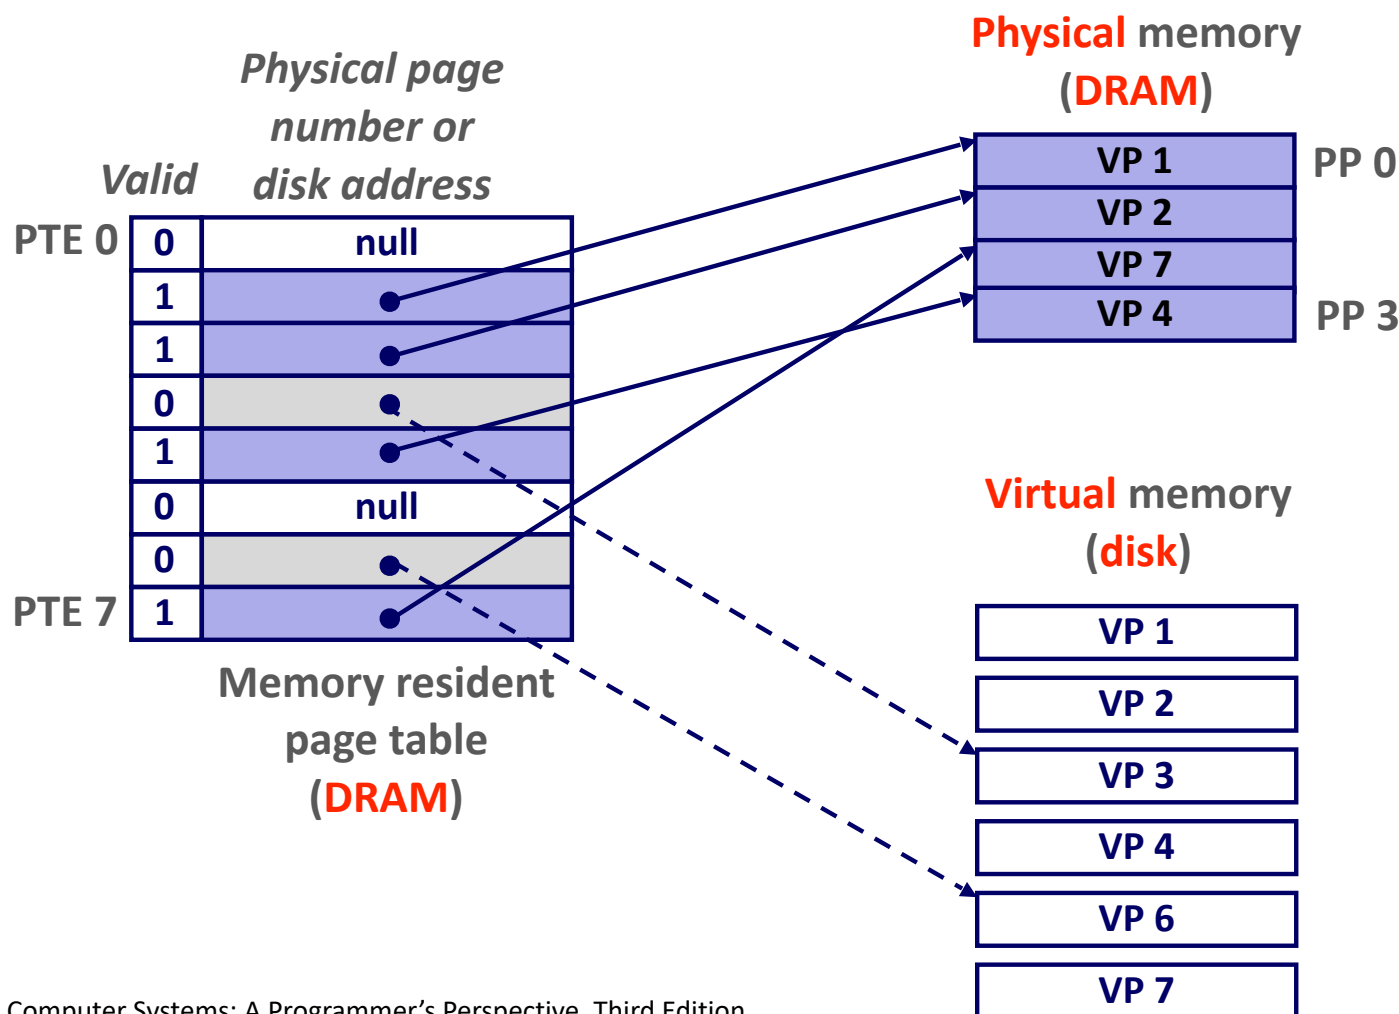 Physical memory
(DRAM)
Physical page
number or
disk address
Valid
VP 1
PP 0
VP 2
VP 7
VP 4
PP 3
PTE 0
0
null
1
1
0
1
0
null
0
PTE 7
1
Memory resident
page table
(DRAM)
Virtual memory
(disk)
VP 1
VP 2
VP 3
VP 4
VP 6
VP 7
Computer Systems: A Programmer's Perspective, Third Edition